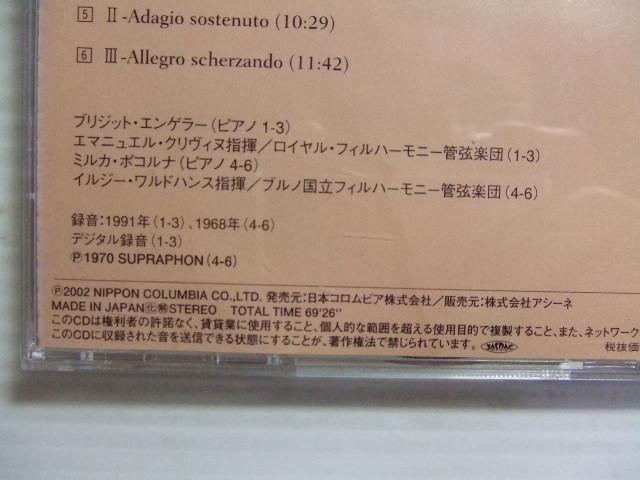 5 Ⅱ-Adagio sostenuto (10:29)
6 Ⅲ-Allegro scherzando (11:42)
ブリジット・エンゲラー(ピアノ 1-3)
エマニュエル・クリヴィヌ指揮/ロイヤル・フィルハーモニー管弦楽団(1-3)
ミルカ・ポコルナ(ピアノ 4-6)
イルジー・ワルドハンス指揮/ブルノ国立フィルハーモニー管弦楽団(4-6)
録音:1991年(1-3)、1968年(4-6)
デジタル録音(1-3)
Ⓟ 1970 SUPRAPHON (4-6)
Ⓟ2002 NIPPON COLUMBIA CO.,LTD. 発売元:日本コロムビア株式会社/販売元:株式会社アシーネ
MADE IN JAPAN STEREO TOTAL TIME 69'26''
このCDは権利者の許諾なく、賃貸業に使用すること、個人的な範囲を超える使用目的で複製すること、また、ネットワーク
このCDに収録された音を送信できる状態にすることが、著作権法で禁じられています。 JASRAC
税抜価